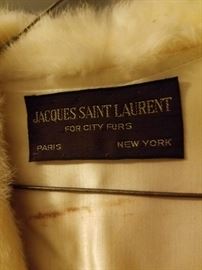 JACQUES SAINT LAURENT
FOR CITY FURS
PARIS NEW YORK